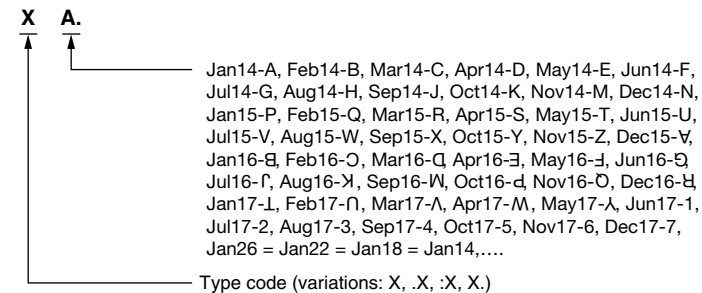 X A.
Jan14-A, Feb14-B, Mar14-C, Apr14-D, May14-E, Jun14-F,
Jul14-G, Aug14-H, Sep14-J, Oct14-K, Nov14-M, Dec14-N,
Jan15-P, Feb15-Q, Mar15-R, Apr15-S, May15-T, Jun15-U,
Jul15-V, Aug15-W, Sep15-X, Oct15-Y, Nov15-Z, Dec15-∀,
Jan16-ᗺ, Feb16-Ɔ, Mar16-ᗡ, Apr16-Ǝ, May16-Ⅎ, Jun16-⅁,
Jul16-ᒋ, Aug16-ꓘ, Sep16-ꟽ, Oct16-Ԁ, Nov16-Ꝺ, Dec16-ᴚ,
Jan17-⊥, Feb17-Ո, Mar17-Ʌ, Apr17-ꟽ, May17-⅄, Jun17-1,
Jul17-2, Aug17-3, Sep17-4, Oct17-5, Nov17-6, Dec17-7,
Jan26 = Jan22 = Jan18 = Jan14,....
Type code (variations: X, .X, :X, X.)